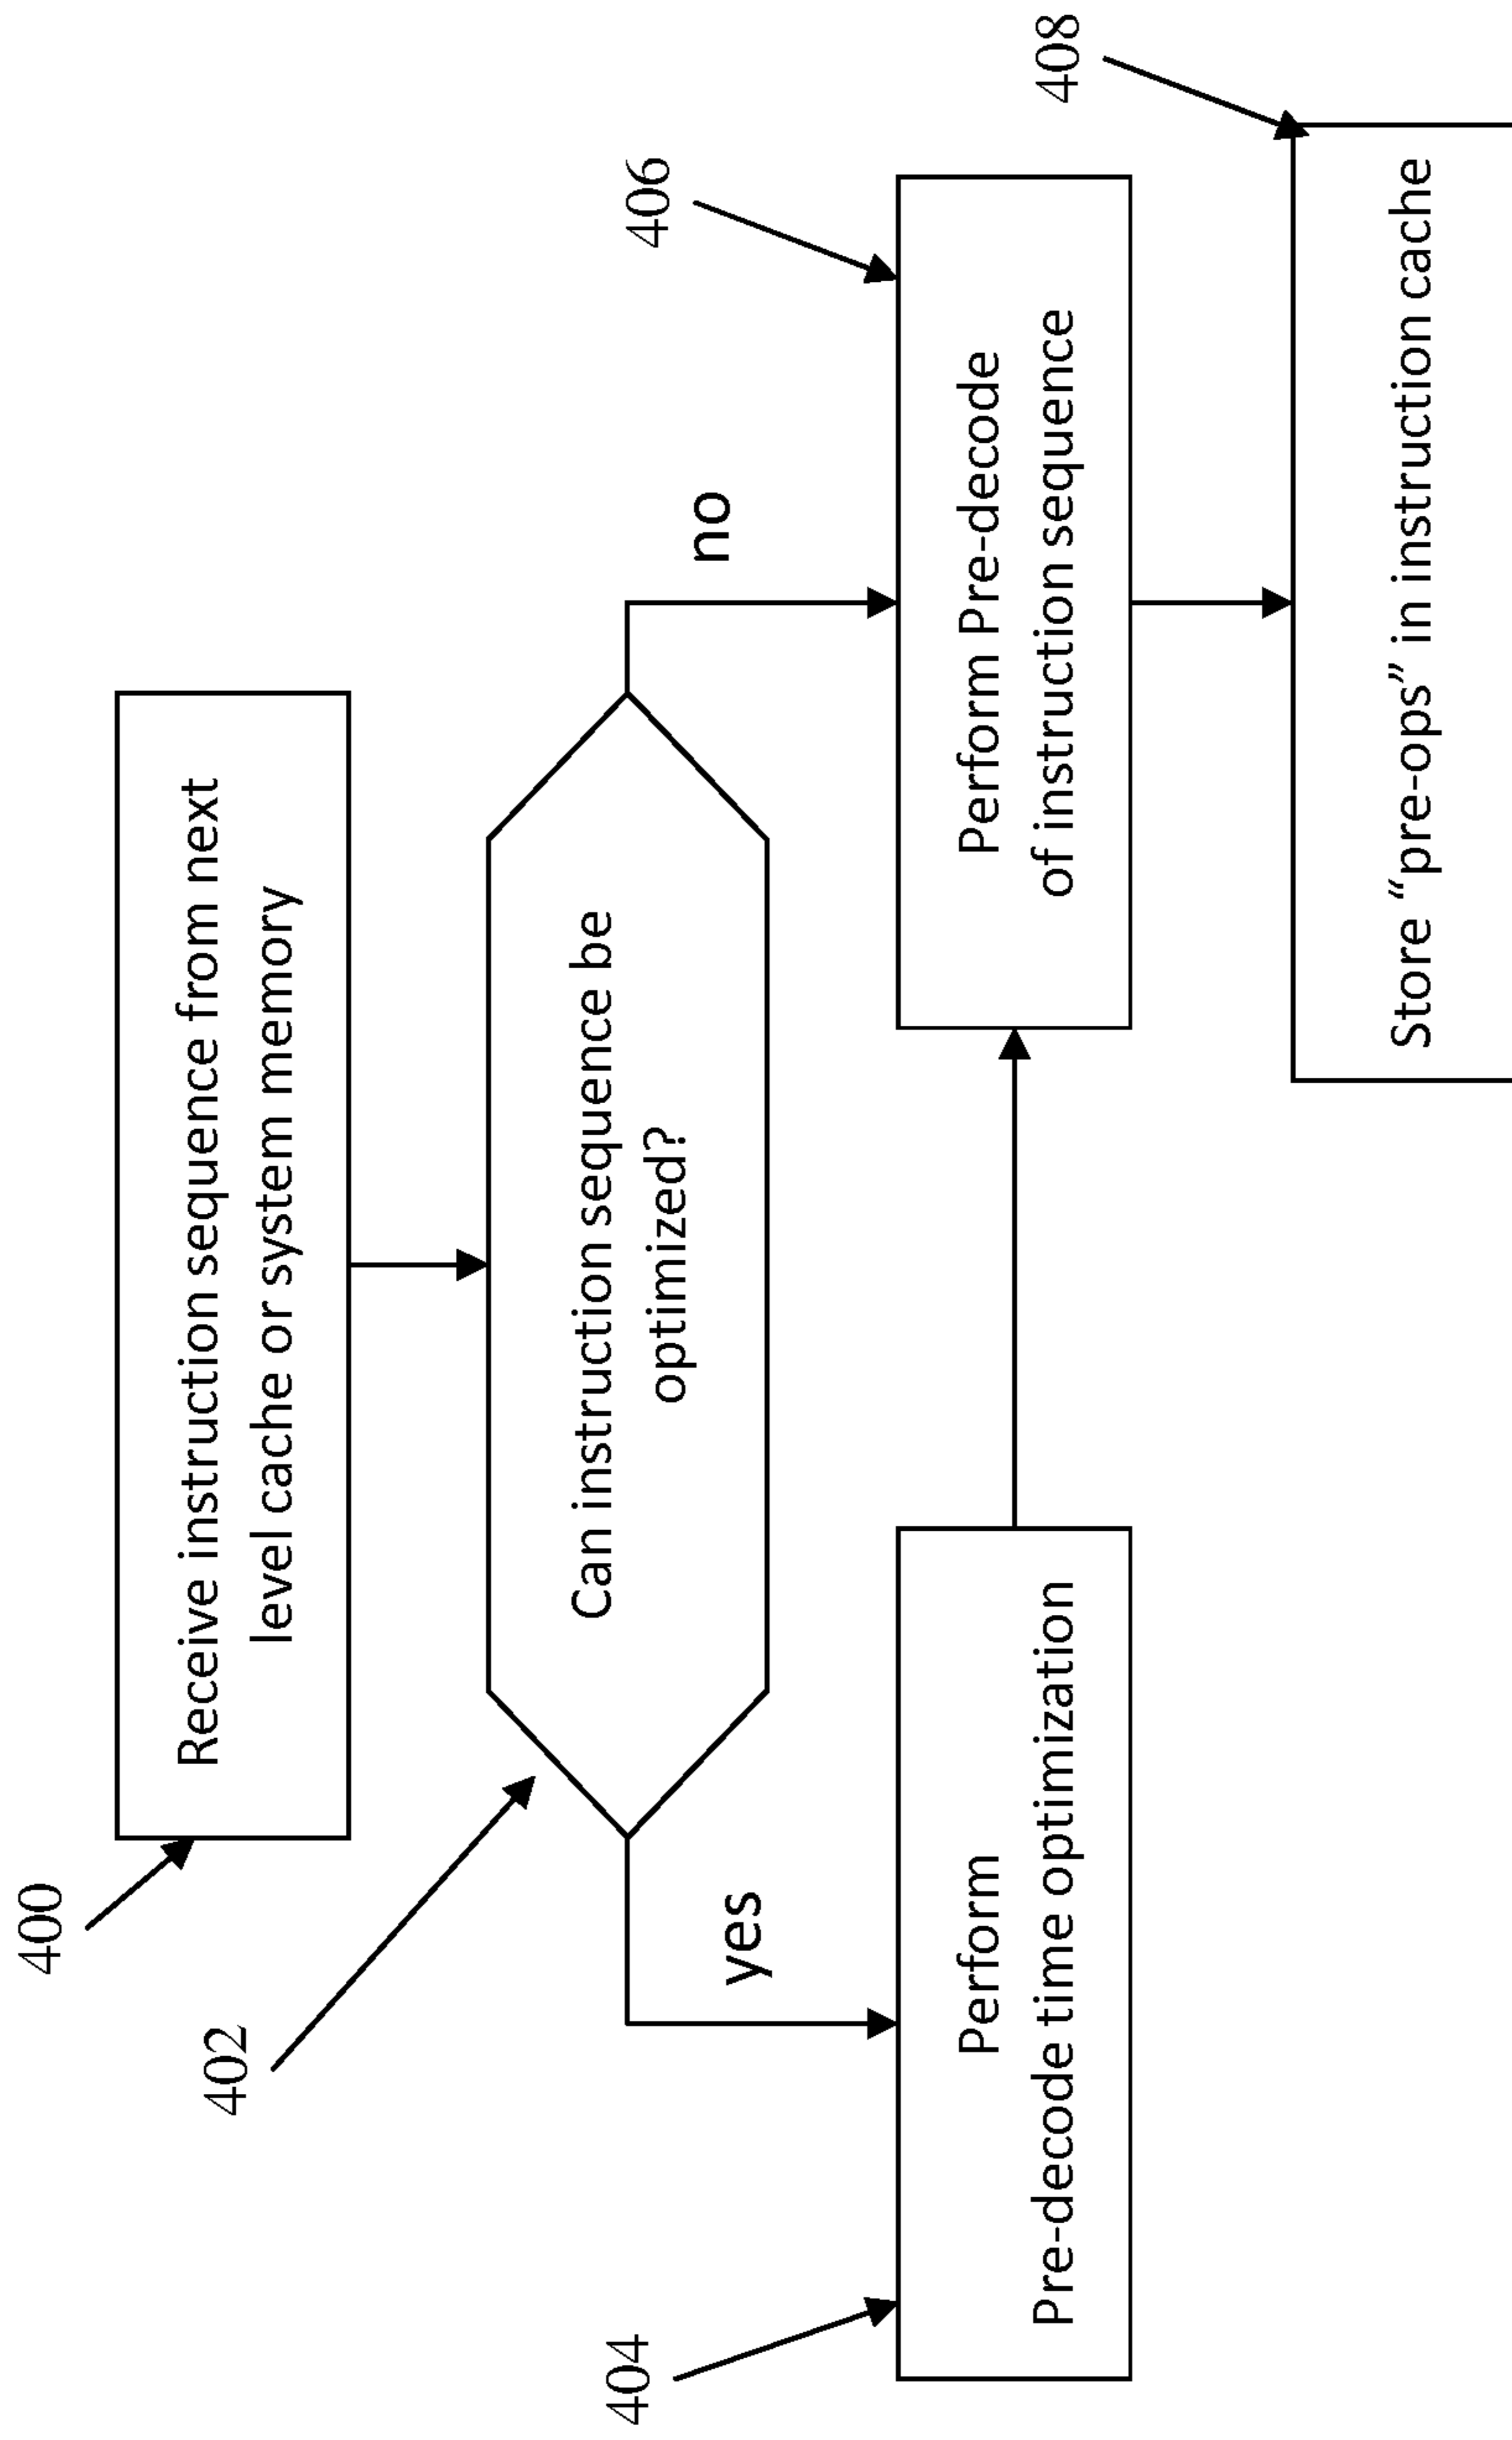 400
Receive instruction sequence from next
level cache or system memory
402
Can instruction sequence be
optimized?
yes
no
404
Perform
Pre-decode time optimization
406
Perform Pre-decode
of instruction sequence
408
Store “pre-ops” in instruction cache